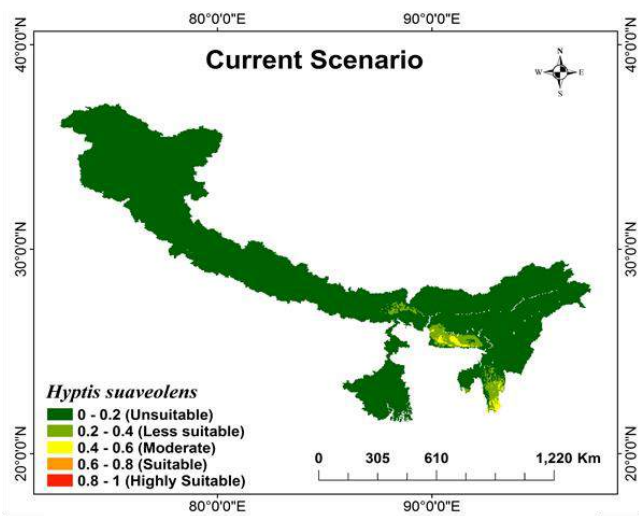 80°0'0"E 90°0'0"E
40°0'0"N 40°0'0"N
Current Scenario
N
W E
S
30°0'0"N 30°0'0"N
Hyptis suaveolens
0 - 0.2 (Unsuitable)
0.2 - 0.4 (Less suitable)
0.4 - 0.6 (Moderate)
0.6 - 0.8 (Suitable)
0.8 - 1 (Highly Suitable)
0 305 610 1,220 Km
20°0'0"N 20°0'0"N
80°0'0"E 90°0'0"E